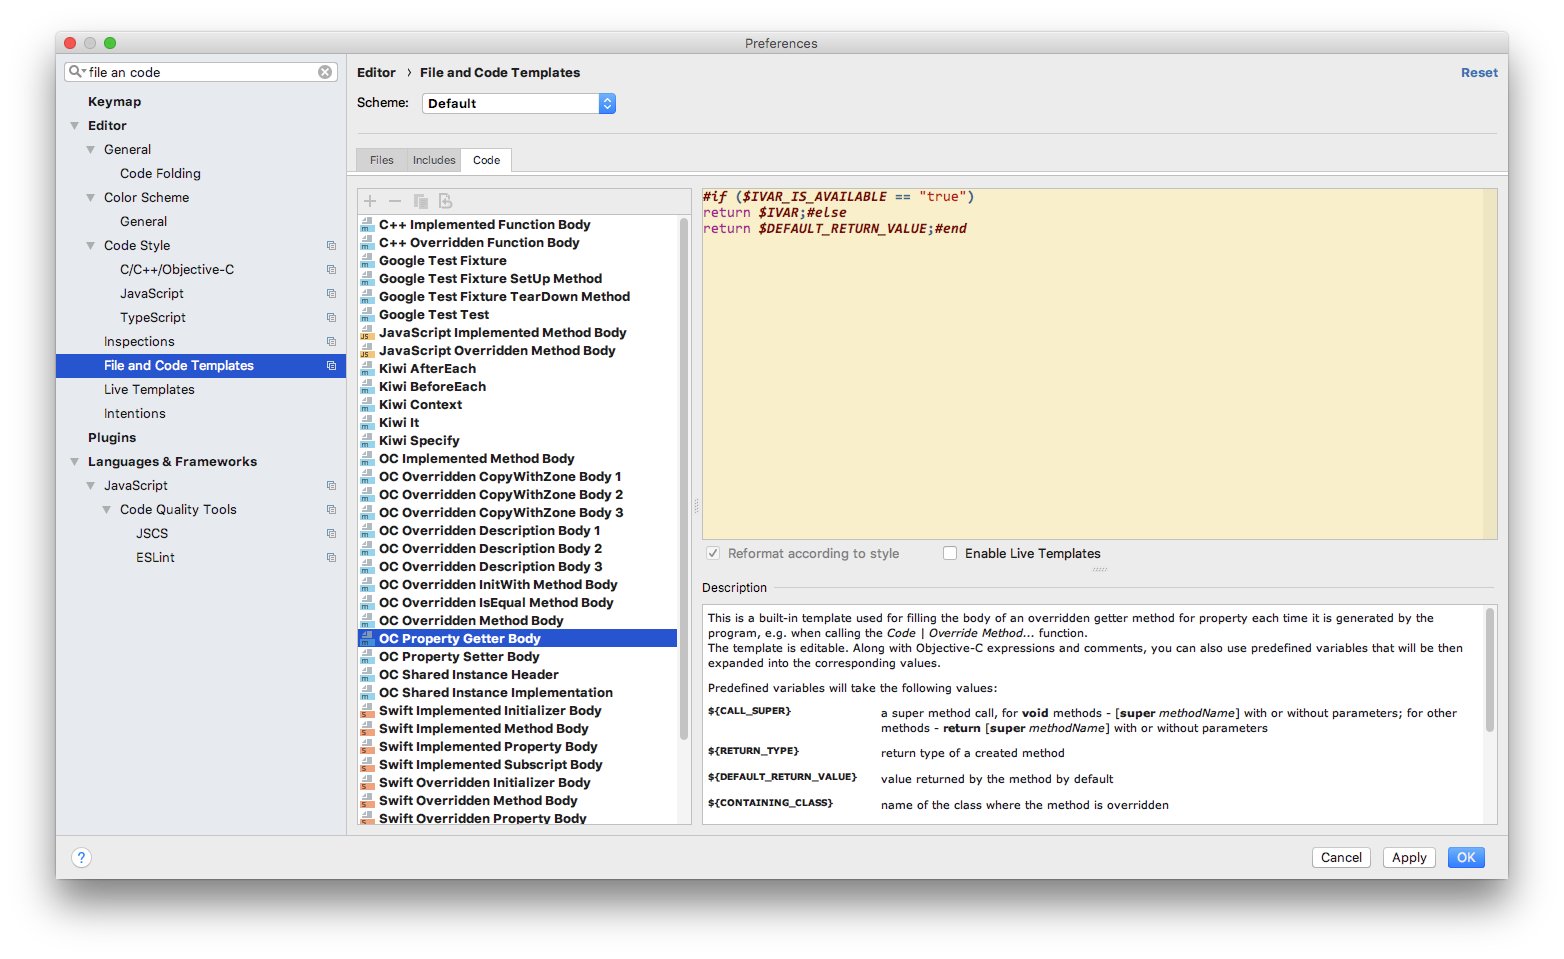 Preferences
file an code
Keymap
Editor
General
Code Folding
Color Scheme
General
Code Style
C/C++/Objective-C
JavaScript
TypeScript
Inspections
File and Code Templates
Live Templates
Intentions
Plugins
Languages & Frameworks
JavaScript
Code Quality Tools
JSCS
ESLint
Editor › File and Code Templates
Reset
Scheme: Default
Files Includes Code
C++ Implemented Function Body
C++ Overridden Function Body
Google Test Fixture
Google Test Fixture SetUp Method
Google Test Fixture TearDown Method
Google Test Test
JavaScript Implemented Method Body
JavaScript Overridden Method Body
Kiwi AfterEach
Kiwi BeforeEach
Kiwi Context
Kiwi It
Kiwi Specify
OC Implemented Method Body
OC Overridden CopyWithZone Body 1
OC Overridden CopyWithZone Body 2
OC Overridden CopyWithZone Body 3
OC Overridden Description Body 1
OC Overridden Description Body 2
OC Overridden Description Body 3
OC Overridden InitWith Method Body
OC Overridden IsEqual Method Body
OC Overridden Method Body
OC Property Getter Body
OC Property Setter Body
OC Shared Instance Header
OC Shared Instance Implementation
Swift Implemented Initializer Body
Swift Implemented Method Body
Swift Implemented Property Body
Swift Implemented Subscript Body
Swift Overridden Initializer Body
Swift Overridden Method Body
Swift Overridden Property Body
#if ($IVAR_IS_AVAILABLE == "true")
return $IVAR;#else
return $DEFAULT_RETURN_VALUE;#end
Reformat according to style
Enable Live Templates
Description
This is a built-in template used for filling the body of an overridden getter method for property each time it is generated by the
program, e.g. when calling the Code | Override Method... function.
The template is editable. Along with Objective-C expressions and comments, you can also use predefined variables that will be then
expanded into the corresponding values.
Predefined variables will take the following values:
${CALL_SUPER} a super method call, for void methods - [super methodName] with or without parameters; for other
methods - return [super methodName] with or without parameters
${RETURN_TYPE} return type of a created method
${DEFAULT_RETURN_VALUE} value returned by the method by default
${CONTAINING_CLASS} name of the class where the method is overridden
?
Cancel
Apply
OK